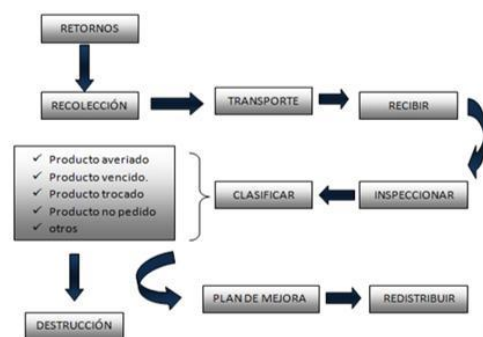 RETORNOS
RECOLECCIÓN
TRANSPORTE
RECIBIR
✓ Producto averiado
✓ Producto vencido.
✓ Producto trocado
✓ Producto no pedido
✓ otros
CLASIFICAR
INSPECCIONAR
PLAN DE MEJORA
REDISTRIBUIR
DESTRUCCIÓN